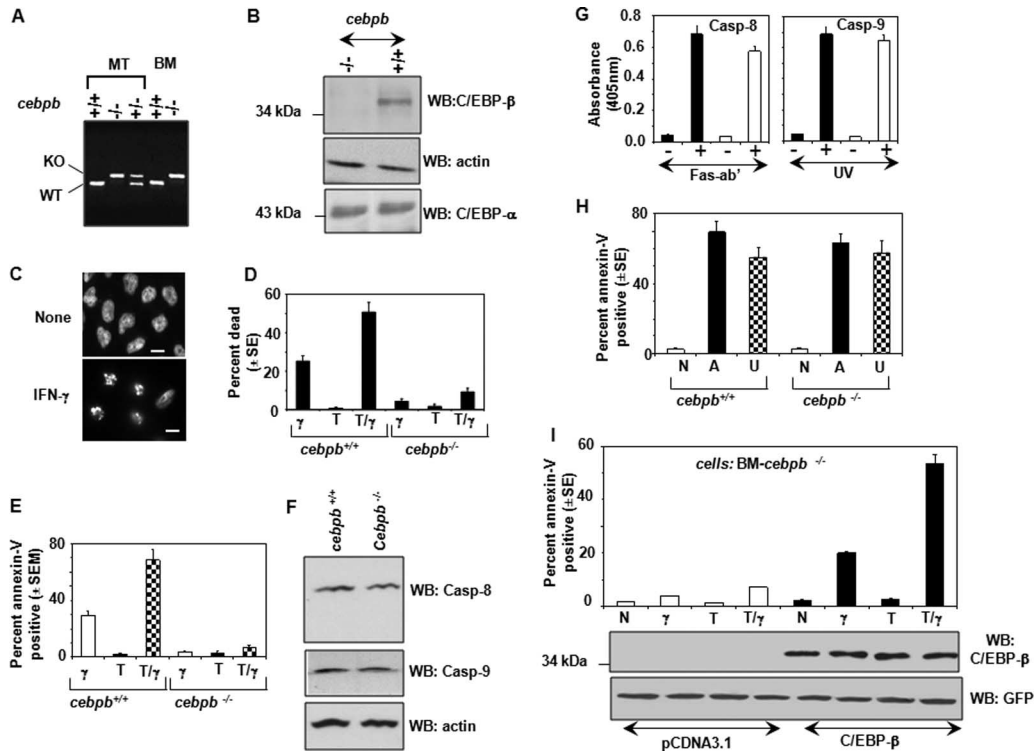 A
MT BM
cebpb +/+ -/- +/- +/+ -/-
KO
WT
B
cebpb
-/- +/+
34 kDa
WB:C/EBP-β
WB: actin
43 kDa
WB: C/EBP-α
C
None
IFN-γ
D
Percent dead
(±SE)
60
40
20
0
γ T T/γ γ T T/γ
cebpb+/+ cebpb-/-
E
Percent annexin-V
positive (± SEM)
80
40
0
γ T T/γ γ T T/γ
cebpb+/+ cebpb -/-
F
cebpb +/+ Cebpb -/-
WB: Casp-8
WB: Casp-9
WB: actin
G
Absorbance
(405nm)
0.6
0.4
0.2
0.0
Casp-8 Casp-9
- + - + - + - +
Fas-ab' UV
H
Percent annexin-V
positive (±SE)
80
40
0
N A U N A U
cebpb+/+ cebpb -/-
I
cells: BM-cebpb -/-
Percent annexin-V
positive (±SE)
60
40
20
0
N γ T T/γ N γ T T/γ
34 kDa
WB:
C/EBP-β
WB: GFP
pCDNA3.1 C/EBP-β